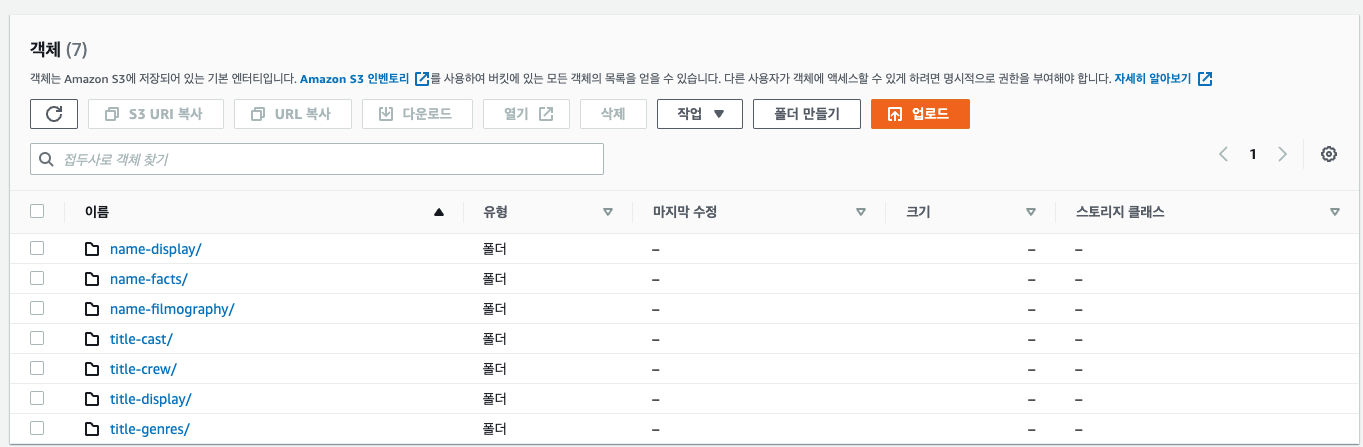 객체 (7)
객체는 Amazon S3에 저장되어 있는 기본 엔터티입니다. Amazon S3 인벤토리 를 사용하여 버킷에 있는 모든 객체의 목록을 얻을 수 있습니다. 다른 사용자가 객체에 액세스할 수 있게 하려면 명시적으로 권한을 부여해야 합니다. 자세히 알아보기
S3 URI 복사 URL 복사 다운로드 열기 삭제 작업 폴더 만들기 업로드
접두사로 객체 찾기 1
이름 유형 마지막 수정 크기 스토리지 클래스
name-display/ 폴더 – – –
name-facts/ 폴더 – – –
name-filmography/ 폴더 – – –
title-cast/ 폴더 – – –
title-crew/ 폴더 – – –
title-display/ 폴더 – – –
title-genres/ 폴더 – – –